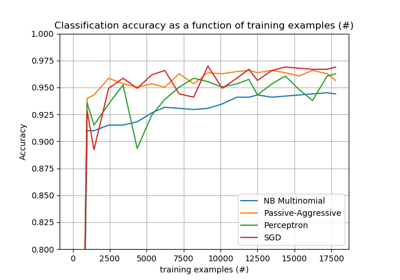 Classification accuracy as a function of training examples (#)
1.000
0.975
0.950
0.925
0.900
0.875
0.850
0.825
0.800
Accuracy
NB Multinomial
Passive-Aggressive
Perceptron
SGD
0 2500 5000 7500 10000 12500 15000 17500
training examples (#)